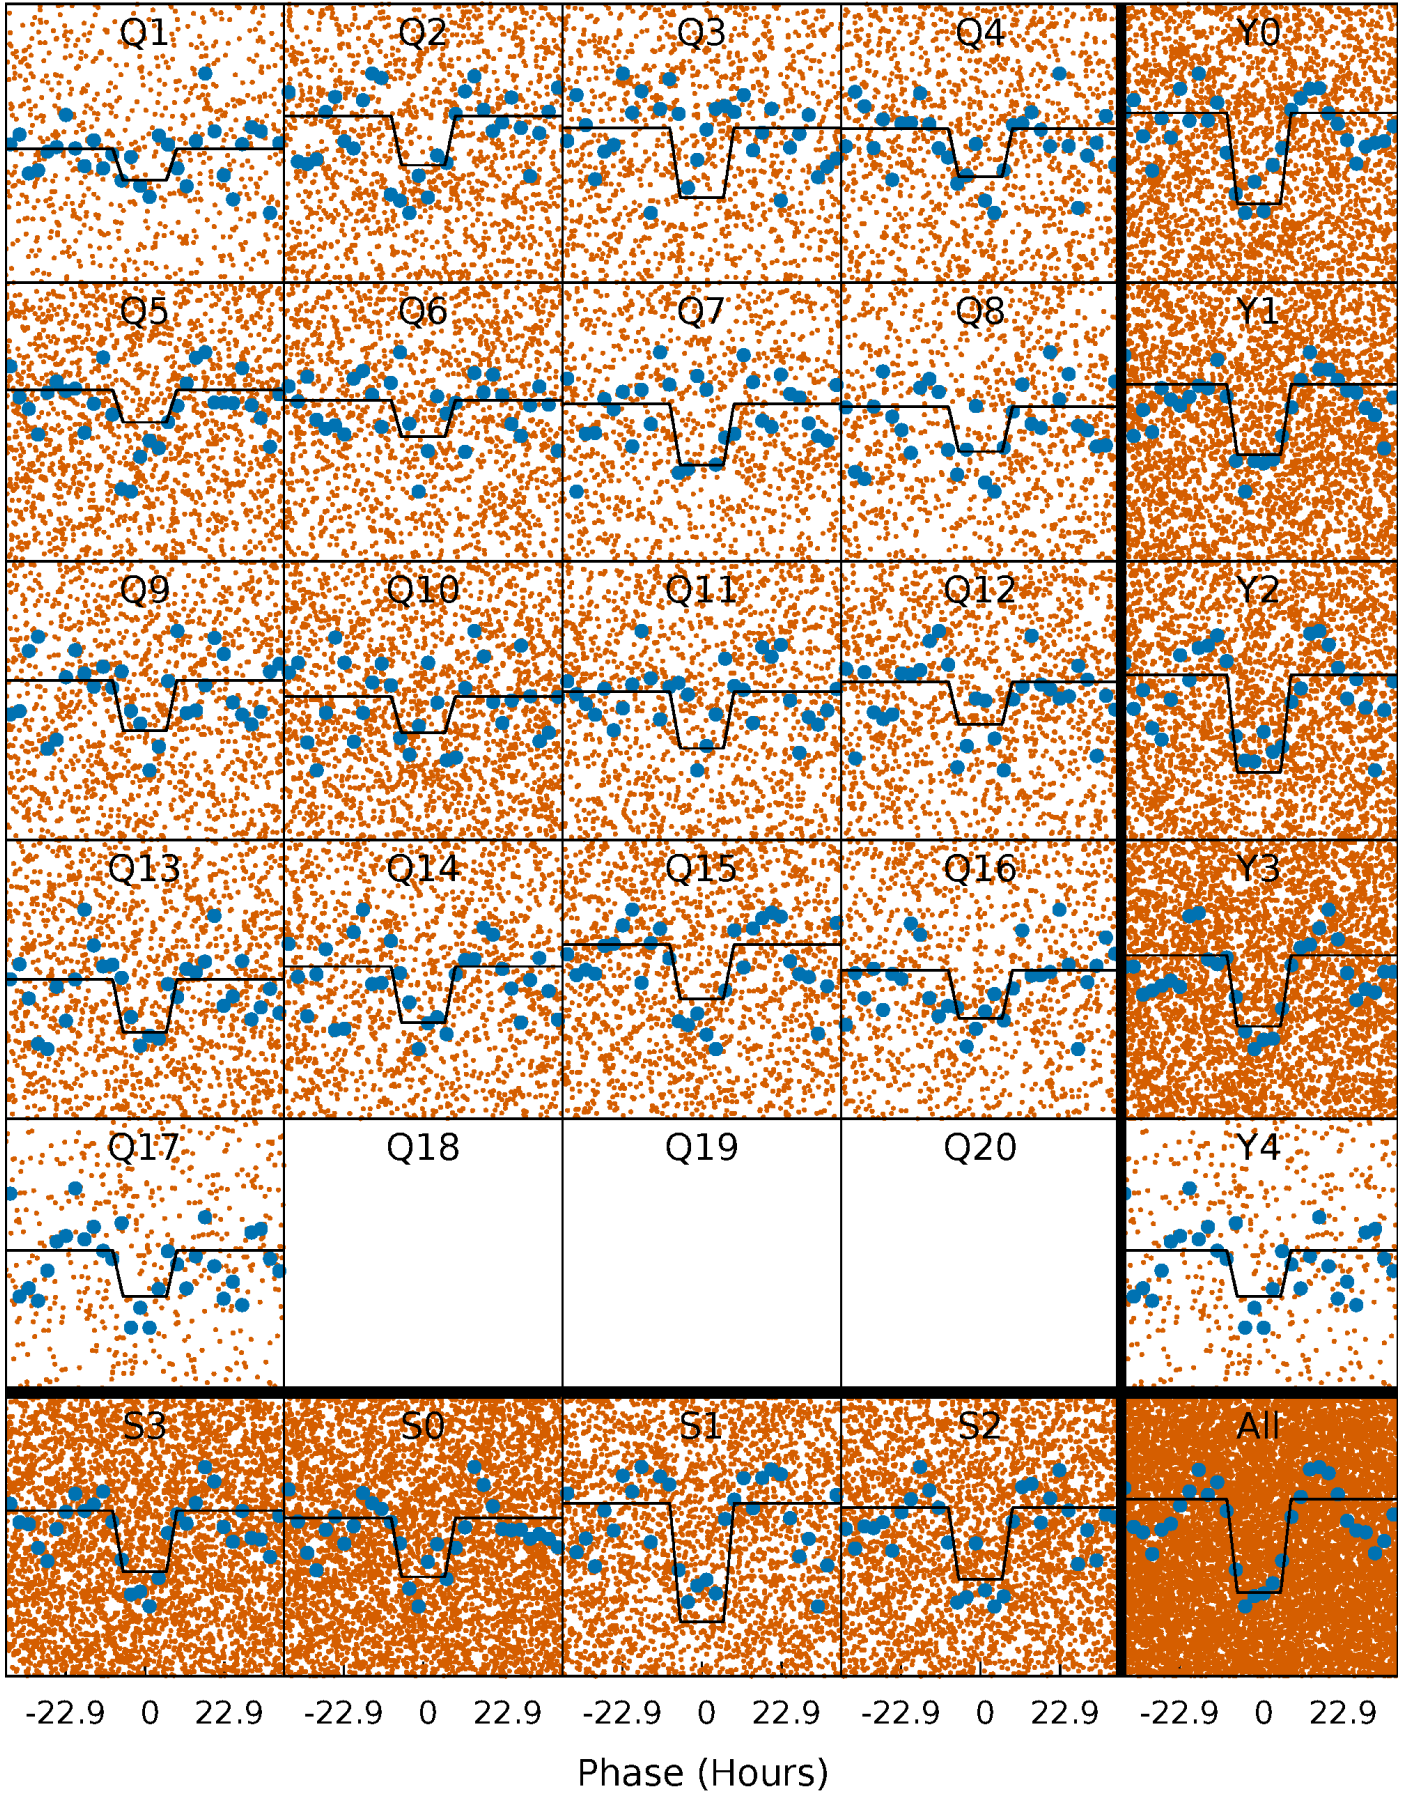 Q1 Q2 Q3 Q4 Y0
Q5 Q6 Q7 Q8 Y1
Q9 Q10 Q11 Q12 Y2
Q13 Q14 Q15 Q16 Y3
Q17 Q18 Q19 Q20 Y4
S3 S0 S1 S2 All
-22.9 0 22.9 -22.9 0 22.9 -22.9 0 22.9 -22.9 0 22.9 -22.9 0 22.9
Phase (Hours)